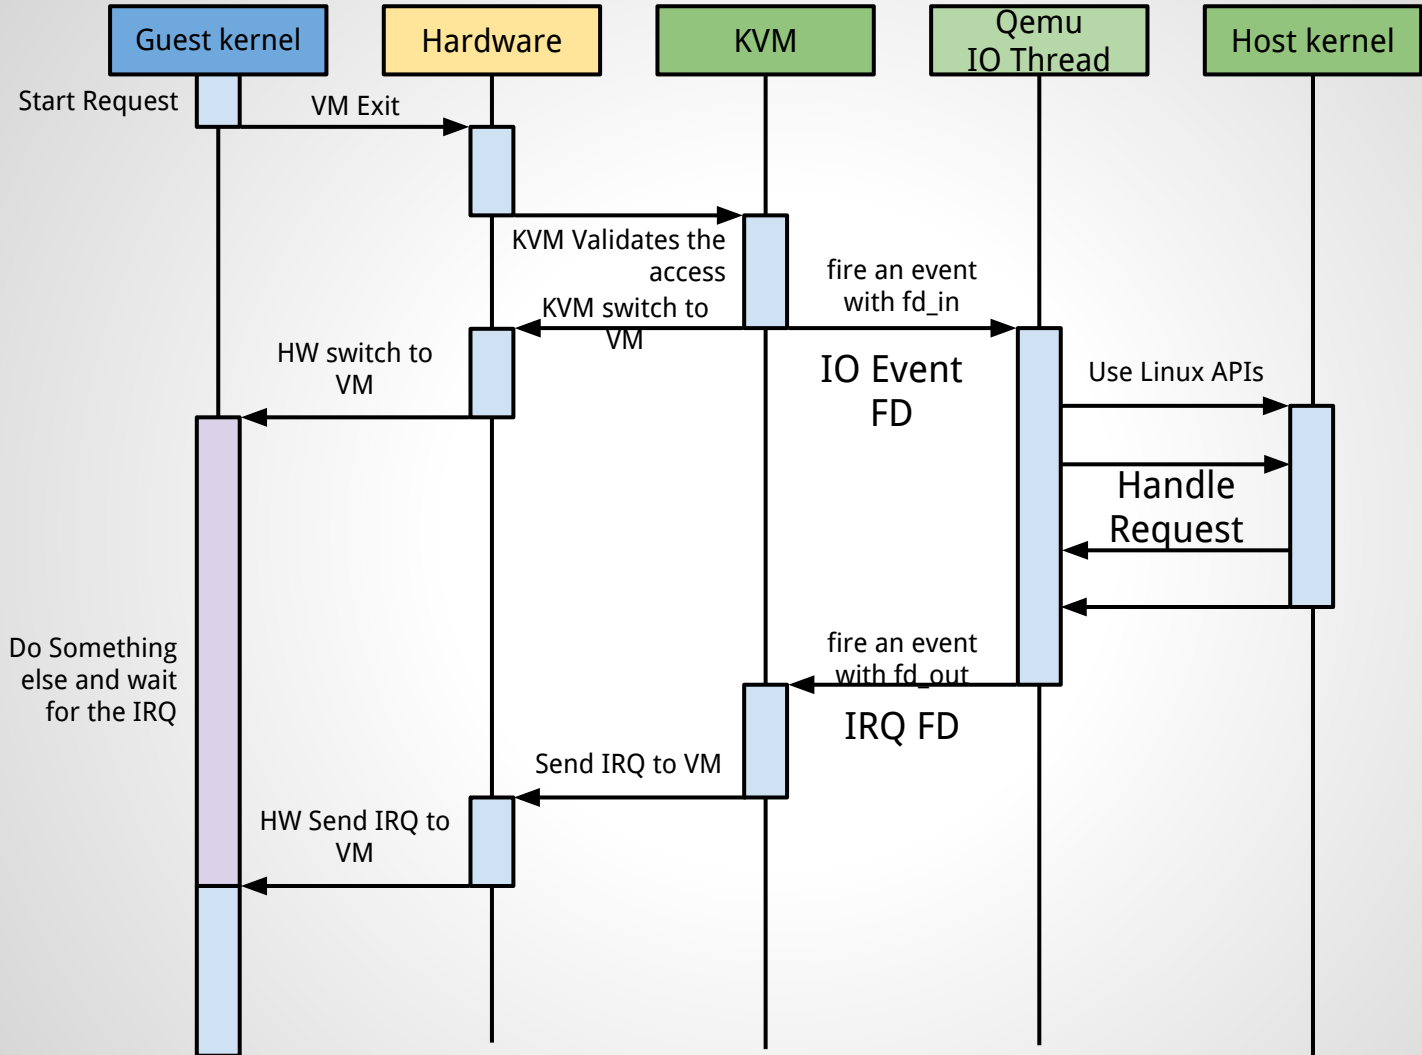 Guest kernel
Hardware
KVM
Qemu
IO Thread
Host kernel
Start Request
VM Exit
KVM Validates the
access
fire an event
with fd_in
KVM switch to
VM
HW switch to
VM
IO Event
FD
Use Linux APIs
Handle
Request
Do Something
else and wait
for the IRQ
fire an event
with fd_out
IRQ FD
Send IRQ to VM
HW Send IRQ to
VM